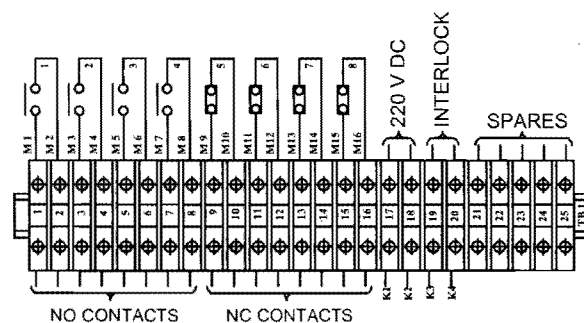 1 2 3 4 5 6 7 8
M1 M2 M3 M4 M5 M6 M7 M8 M9 M10 M11 M12 M13 M14 M15 M16
220 V DC
INTERLOCK
SPARES
1 2 3 4 5 6 7 8 9 10 11 12 13 14 15 16 17 18 19 20 21 22 23 24 25 TB
K1 K2 K3 K4
NO CONTACTS
NC CONTACTS